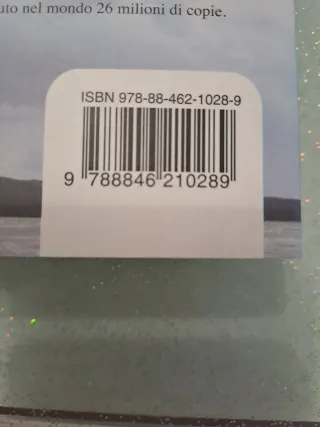 uto nel mondo 26 milioni di copie.
ISBN 978-88-462-1028-9
9 788846 210289